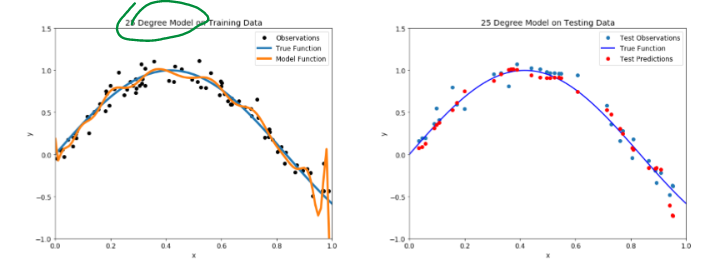 25 Degree Model on Training Data
Observations
True Function
Model Function
1.5
1.0
0.5
0.0
−0.5
−1.0
y
0.0 0.2 0.4 0.6 0.8 1.0
x
25 Degree Model on Testing Data
Test Observations
True Function
Test Predictions
1.5
1.0
0.5
0.0
−0.5
−1.0
y
0.0 0.2 0.4 0.6 0.8 1.0
x